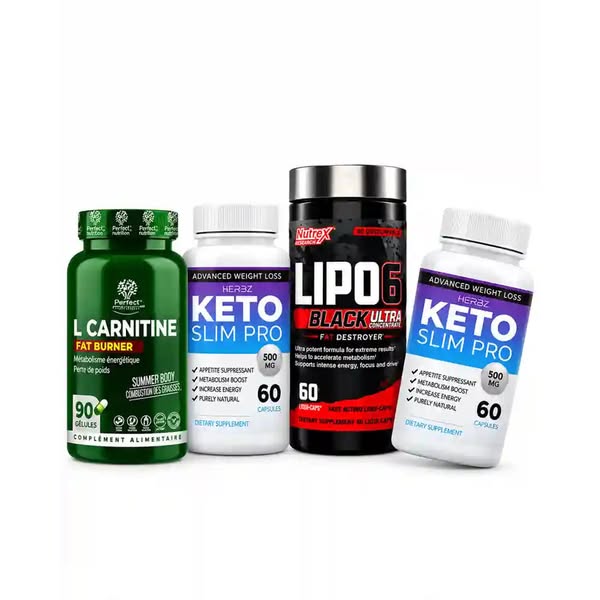 Perfect nutrition
Perfect nutrition
Perfect
L CARNITINE
FAT BURNER
Métabolisme énergétique
Perte de poids
SUMMER BODY
COMBUSTION DES GRAISSES
90
GÉLULES
COMPLÉMENT ALIMENTAIRE
ADVANCED WEIGHT LOSS
HERBZ
KETO
SLIM PRO
500
MG
APPETITE SUPPRESSANT
METABOLISM BOOST
INCREASE ENERGY
PURELY NATURAL
60
CAPSULES
DIETARY SUPPLEMENT
Nutrex
RESEARCH
LIPO6
BLACK ULTRA
CONCENTRATE
FAT DESTROYER
Ultra potent formula for extreme results
Helps to accelerate metabolism
Supports intense energy, focus and drive
60
ADVANCED WEIGHT LOSS
HERBZ
KETO
SLIM PRO
500
MG
APPETITE SUPPRESSANT
METABOLISM BOOST
INCREASE ENERGY
PURELY NATURAL
60
CAPSULES
DIETARY SUPPLEMENT